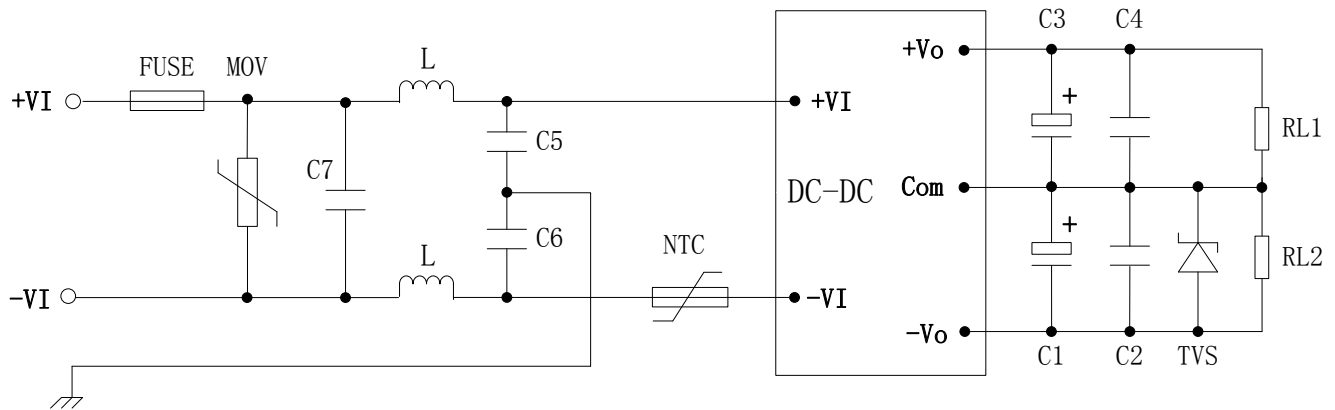 C3
C4
+Vo
FUSE
MOV
L
+VI
+VI
+
C5
RL1
C7
DC-DC
Com
+
C6
NTC
RL2
L
-VI
-VI
-Vo
C1
C2
TVS